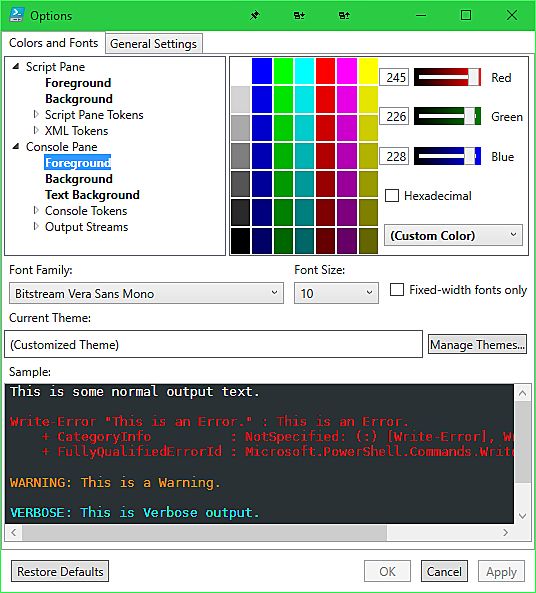 Options
Colors and Fonts
General Settings
Script Pane
Foreground
Background
Script Pane Tokens
XML Tokens
Console Pane
Foreground
Background
Text Background
Console Tokens
Output Streams
245 Red
226 Green
228 Blue
Hexadecimal
(Custom Color)
Font Family:
Bitstream Vera Sans Mono
Font Size:
10
Fixed-width fonts only
Current Theme:
(Customized Theme)
Manage Themes...
Sample:
This is some normal output text.
Write-Error "This is an Error." : This is an Error.
+ CategoryInfo : NotSpecified: (:) [Write-Error], W
+ FullyQualifiedErrorId : Microsoft.PowerShell.Commands.Write
WARNING: This is a Warning.
VERBOSE: This is Verbose output.
Restore Defaults
OK
Cancel
Apply